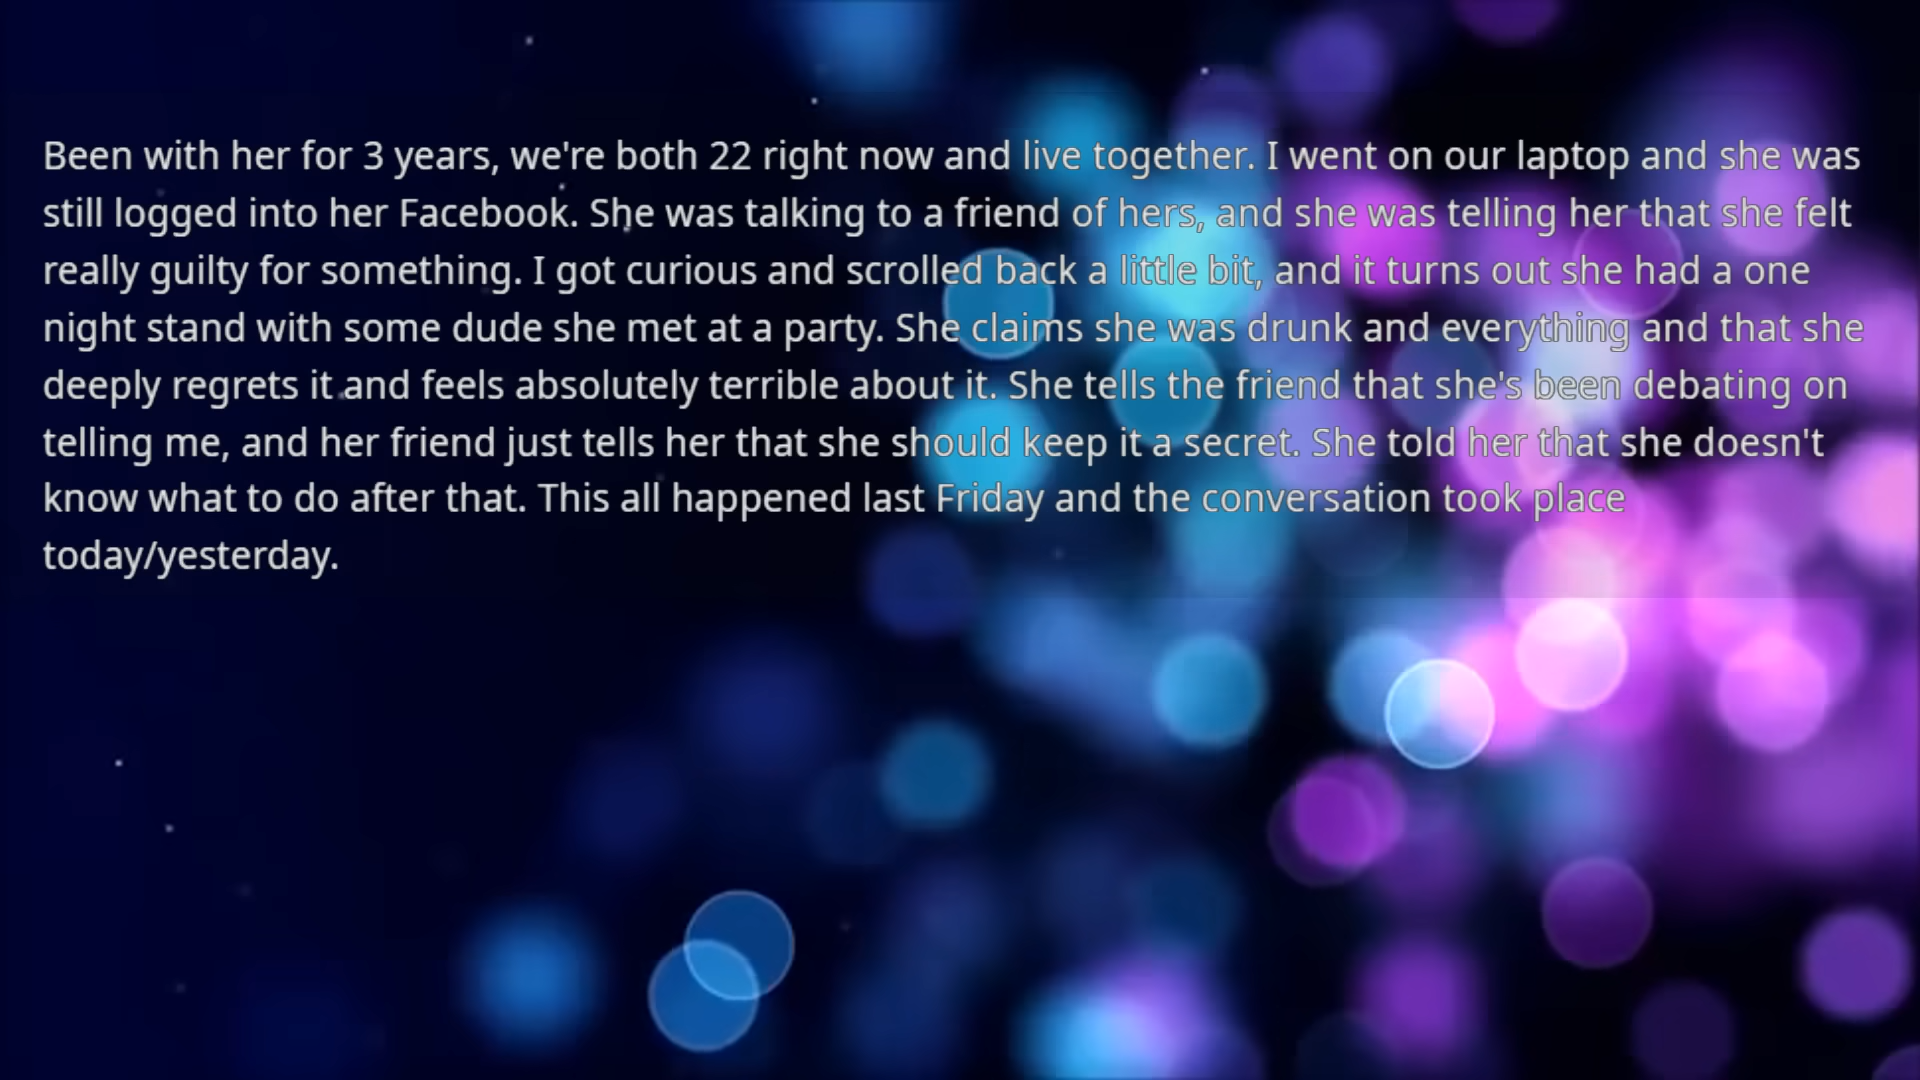 Been with her for 3 years, we're both 22 right now and live together. I went on our laptop and she was
still logged into her Facebook. She was talking to a friend of hers, and she was telling her that she felt
really guilty for something. I got curious and scrolled back a little bit, and it turns out she had a one
night stand with some dude she met at a party. She claims she was drunk and everything and that she
deeply regrets it and feels absolutely terrible about it. She tells the friend that she's been debating on
telling me, and her friend just tells her that she should keep it a secret. She told her that she doesn't
know what to do after that. This all happened last Friday and the conversation took place
today/yesterday.